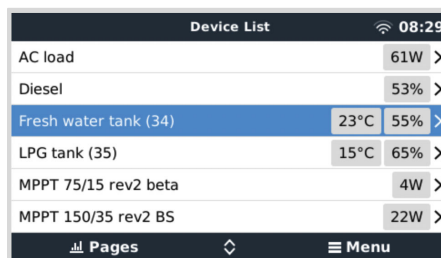 Device List 08:29
AC load 61W
Diesel 53%
Fresh water tank (34) 23°C 55%
LPG tank (35) 15°C 65%
MPPT 75/15 rev2 beta 4W
MPPT 150/35 rev2 BS 22W
Pages Menu